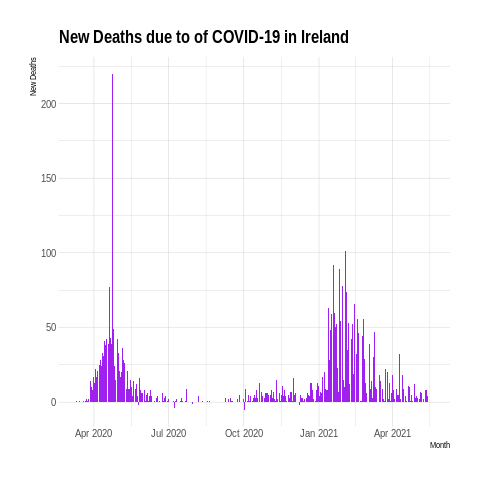 New Deaths due to of COVID-19 in Ireland
New Deaths
200
150
100
50
0
Apr 2020 Jul 2020 Oct 2020 Jan 2021 Apr 2021
Month